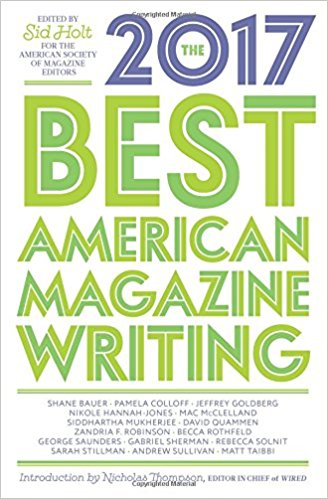 EDITED BY
Sid Holt
FOR THE
AMERICAN SOCIETY
OF MAGAZINE
EDITORS
THE
2017
BEST
AMERICAN
MAGAZINE
WRITING
SHANE BAUER · PAMELA COLLOFF · JEFFREY GOLDBERG
NIKOLE HANNAH-JONES · MAC McCLELLAND
SIDDHARTHA MUKHERJEE · DAVID QUAMMEN
ZANDRIA F. ROBINSON · BECCA ROTHFELD
GEORGE SAUNDERS · GABRIEL SHERMAN · REBECCA SOLNIT
SARAH STILLMAN · ANDREW SULLIVAN · MATT TAIBBI
Introduction by Nicholas Thompson, EDITOR IN CHIEF of WIRED